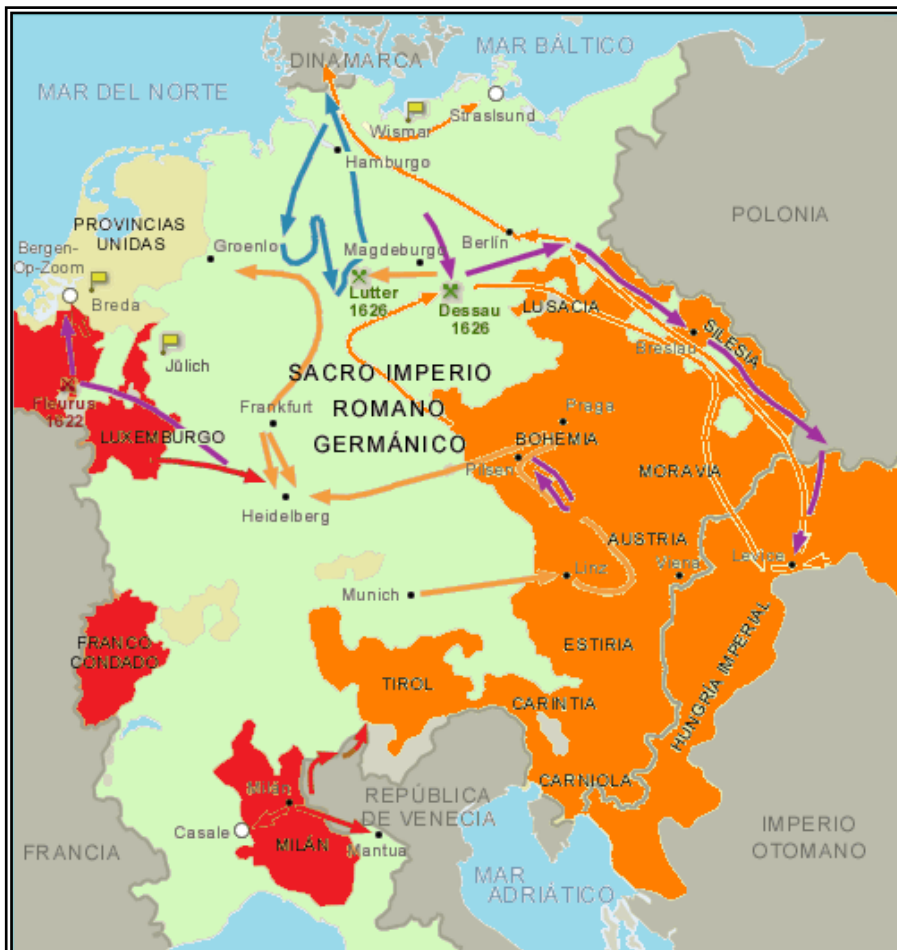 MAR BÁLTICO
DINAMARCA
MAR DEL NORTE
Straslsund
Wismar
Hamburgo
PROVINCIAS
UNIDAS
POLONIA
Bergen-
Op-Zoom
Groenlo
Berlín
Magdeburgo
Breda
Lutter
1626
Dessau
1626
LUSACIA
SILESIA
Breslau
Jülich
SACRO IMPERIO
ROMANO
GERMÁNICO
Fleurus
1622
Frankfurt
Praga
LUXEMBURGO
BOHEMIA
Pilsen
MORAVIA
Heidelberg
AUSTRIA
Levice
Viena
Linz
Munich
FRANCO
CONDADO
ESTIRIA
HUNGRÍA IMPERIAL
TIROL
CARINTIA
CARNIOLA
Milán
REPÚBLICA
DE VENECIA
Casale
MILÁN
Mantua
FRANCIA
IMPERIO
OTOMANO
MAR
ADRIÁTICO